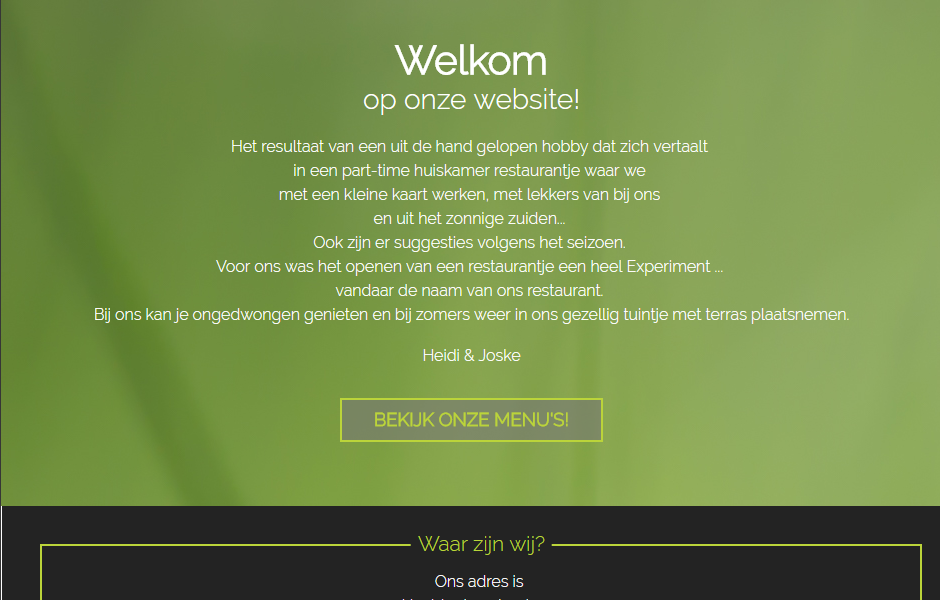 Welkom
op onze website!
Het resultaat van een uit de hand gelopen hobby dat zich vertaalt
in een part-time huiskamer restaurantje waar we
met een kleine kaart werken, met lekkers van bij ons
en uit het zonnige zuiden...
Ook zijn er suggesties volgens het seizoen.
Voor ons was het openen van een restaurantje een heel Experiment ...
vandaar de naam van ons restaurant.
Bij ons kan je ongedwongen genieten en bij zomers weer in ons gezellig tuintje met terras plaatsnemen.
Heidi & Joske
BEKIJK ONZE MENU'S!
Waar zijn wij?
Ons adres is